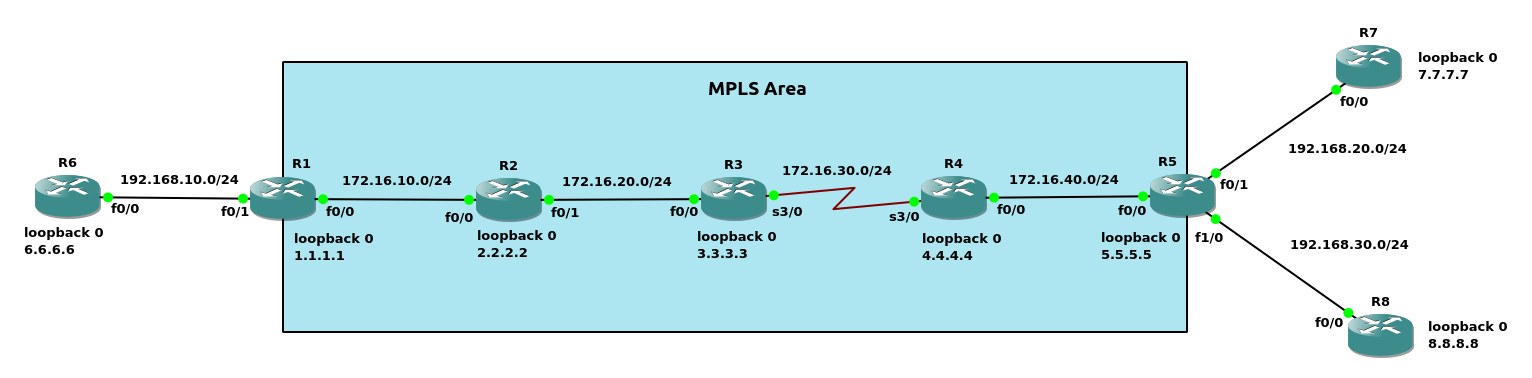 MPLS Area
R6
192.168.10.0/24
f0/0
f0/1
loopback 0
6.6.6.6
R1
172.16.10.0/24
f0/0
f0/0
loopback 0
1.1.1.1
R2
172.16.20.0/24
f0/1
f0/0
loopback 0
2.2.2.2
R3
172.16.30.0/24
s3/0
s3/0
loopback 0
3.3.3.3
R4
172.16.40.0/24
f0/0
f0/0
loopback 0
4.4.4.4
R5
f0/1
f1/0
loopback 0
5.5.5.5
R7
loopback 0
7.7.7.7
f0/0
192.168.20.0/24
192.168.30.0/24
R8
f0/0
loopback 0
8.8.8.8